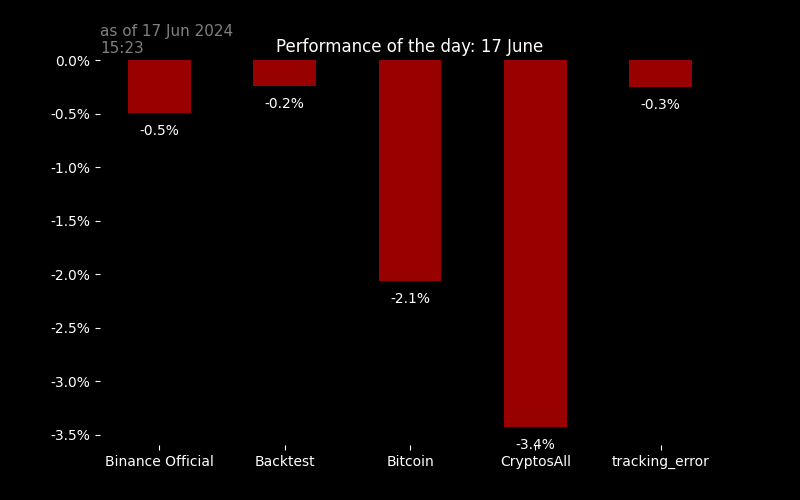 as of 17 Jun 2024
15:23
Performance of the day: 17 June
0.0%
-0.5%
-1.0%
-1.5%
-2.0%
-2.5%
-3.0%
-3.5%
-0.5%
-0.2%
-2.1%
-3.4%
-0.3%
Binance Official
Backtest
Bitcoin
CryptosAll
tracking_error